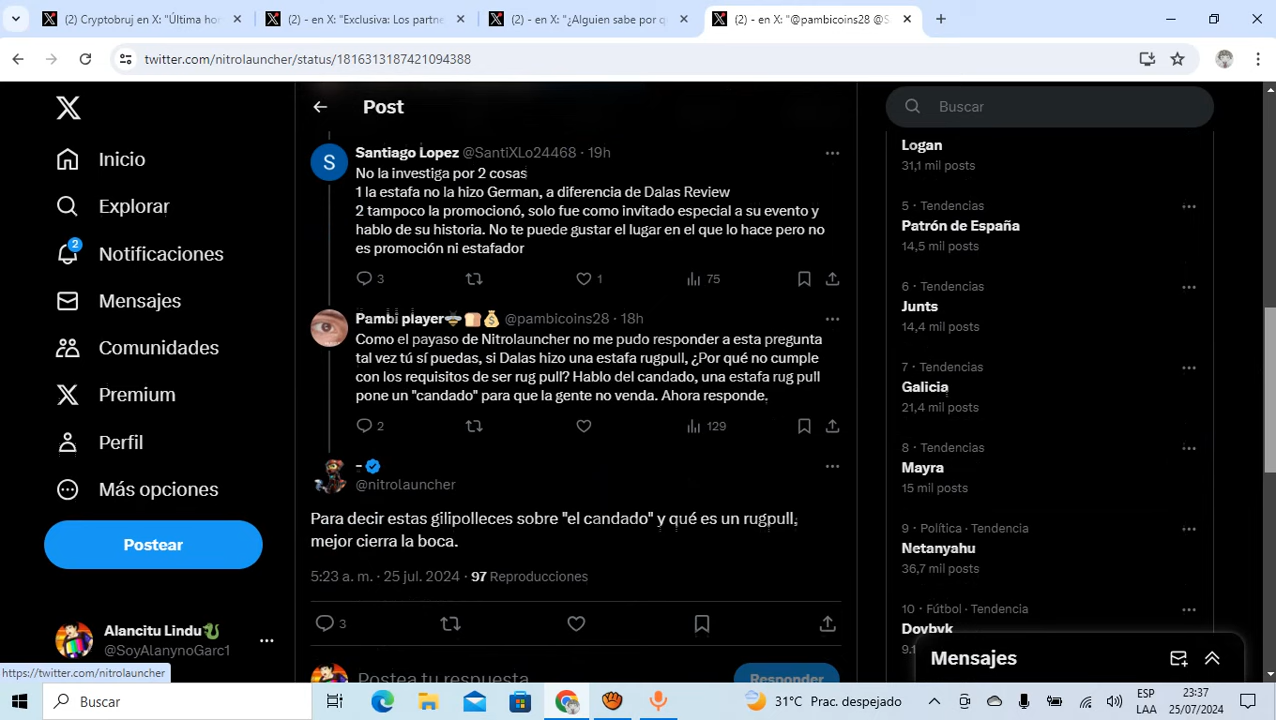 (2) Cryptobruj en X: "Última ho
(2) - en X: "Exclusiva: Los partne
(2) - en X: "¿Alguien sabe por q
(2) - en X: "@pambicoins28 @S
twitter.com/nitrolauncher/status/1816313187421094388
Inicio
Explorar
2
Notificaciones
Mensajes
Comunidades
Premium
Perfil
Más opciones
Postear
Alancitu Lindu🐉
@SoyAlanynoGarc1
https://twitter.com/nitrolauncher
Post
S
Santiago Lopez @SantiXLo24468 · 19h
No la investiga por 2 cosas
1 la estafa no la hizo German, a diferencia de Dalas Review
2 tampoco la promocionó, solo fue como invitado especial a su evento y
hablo de su historia. No te puede gustar el lugar en el que lo hace pero no
es promoción ni estafador
3 1 75
Pambi player🐝🍞💰 @pambicoins28 · 18h
Como el payaso de Nitrolauncher no me pudo responder a esta pregunta
tal vez tú sí puedas, si Dalas hizo una estafa rugpull, ¿Por qué no cumple
con los requisitos de ser rug pull? Hablo del candado, una estafa rug pull
pone un "candado" para que la gente no venda. Ahora responde.
2 129
-
@nitrolauncher
Para decir estas gilipolleces sobre "el candado" y qué es un rugpull,
mejor cierra la boca.
5:23 a. m. · 25 jul. 2024 · 97 Reproducciones
3
Postea tu respuesta
Responder
Buscar
Logan
31,1 mil posts
5 · Tendencias
Patrón de España
14,5 mil posts
6 · Tendencias
Junts
14,4 mil posts
7 · Tendencias
Galicia
21,4 mil posts
8 · Tendencias
Mayra
15 mil posts
9 · Política · Tendencia
Netanyahu
36,7 mil posts
10 · Fútbol · Tendencia
Dovbyk
9.1
Mensajes
Buscar
31°C Prac. despejado
ESP
LAA
23:37
25/07/2024